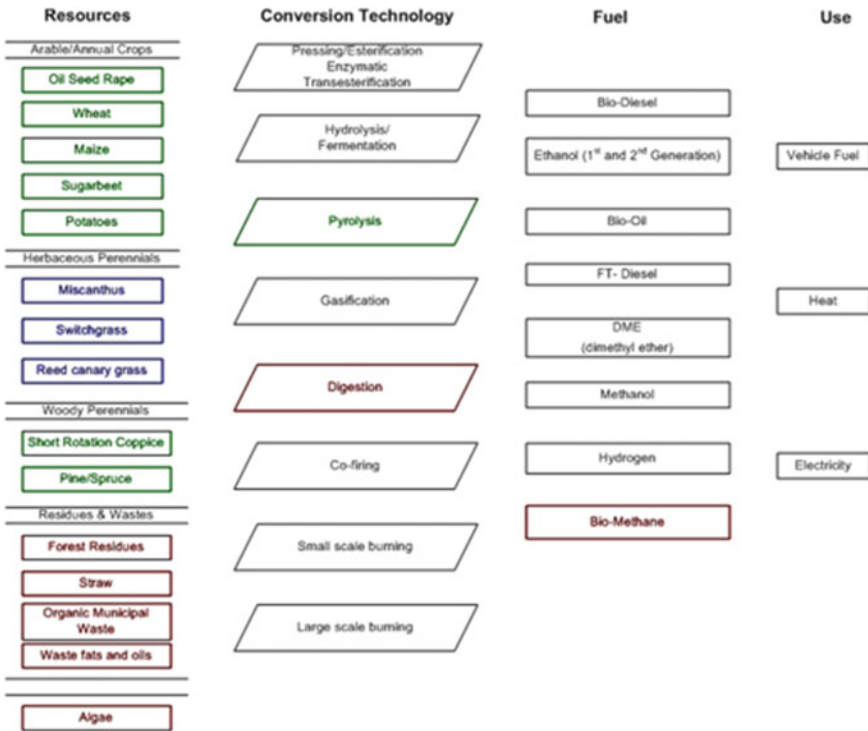 Resources
Arable/Annual Crops
Oil Seed Rape
Wheat
Maize
Sugarbeet
Potatoes
Herbaceous Perennials
Miscanthus
Switchgrass
Reed canary grass
Woody Perennials
Short Rotation Coppice
Pine/Spruce
Residues & Wastes
Forest Residues
Straw
Organic Municipal
Waste
Waste fats and oils
Algae
Conversion Technology
Pressing/Esterification
Enzymatic
Transesterification
Hydrolysis/
Fermentation
Pyrolysis
Gasification
Digestion
Co-firing
Small scale burning
Large scale burning
Fuel
Bio-Diesel
Ethanol (1st and 2nd Generation)
Bio-Oil
FT- Diesel
DME
(dimethyl ether)
Methanol
Hydrogen
Bio-Methane
Use
Vehicle Fuel
Heat
Electricity